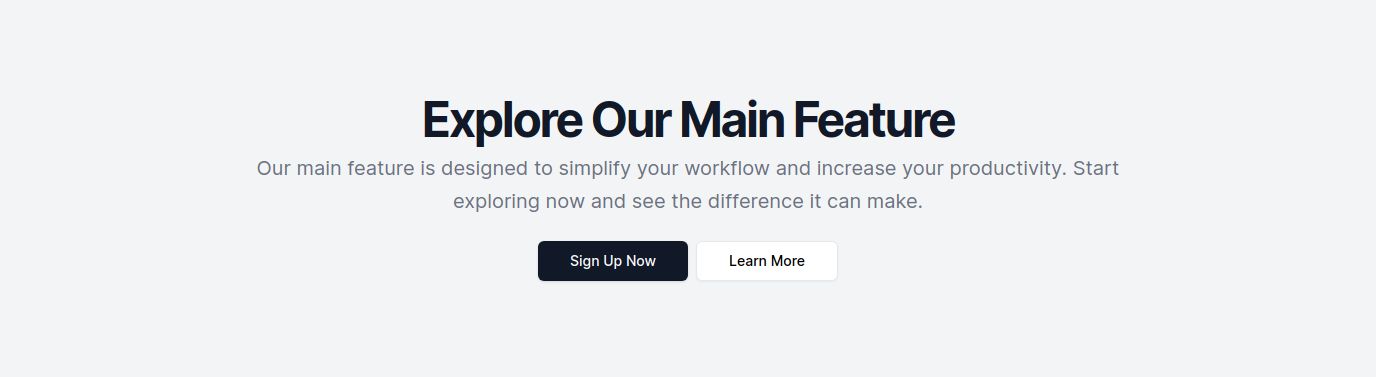 Explore Our Main Feature
Our main feature is designed to simplify your workflow and increase your productivity. Start
exploring now and see the difference it can make.
Sign Up Now
Learn More